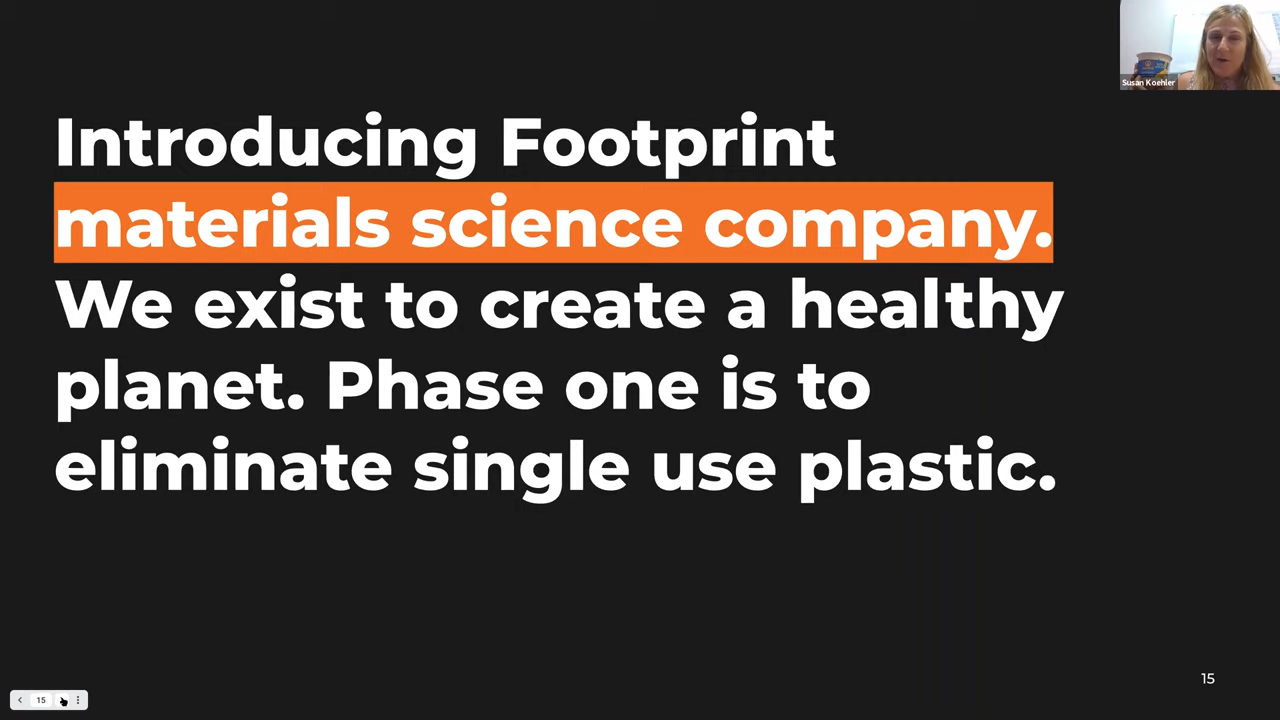 Susan Koehler
Introducing Footprint
materials science company.
We exist to create a healthy
planet. Phase one is to
eliminate single use plastic.
15
15